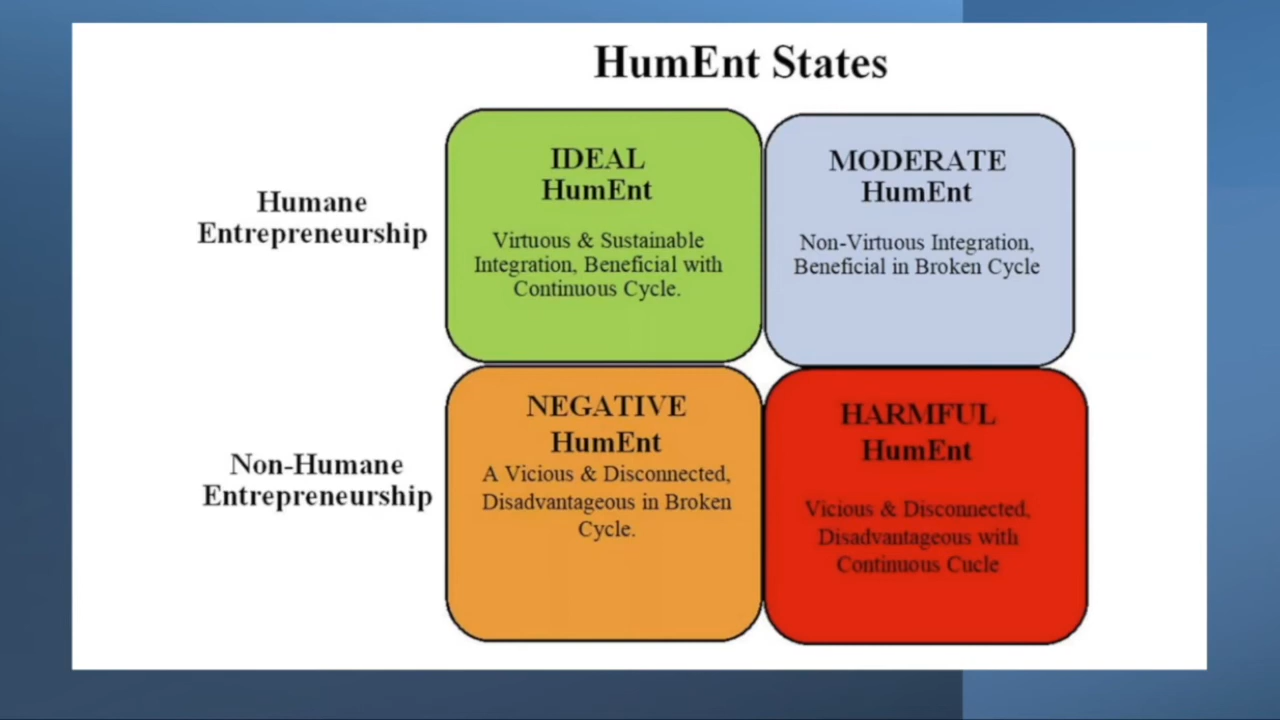 HumEnt States
Humane
Entrepreneurship
IDEAL
HumEnt
Virtuous & Sustainable
Integration, Beneficial with
Continuous Cycle.
MODERATE
HumEnt
Non-Virtuous Integration,
Beneficial in Broken Cycle
Non-Humane
Entrepreneurship
NEGATIVE
HumEnt
A Vicious & Disconnected,
Disadvantageous in Broken
Cycle.
HARMFUL
HumEnt
Vicious & Disconnected,
Disadvantageous with
Continuous Cucle